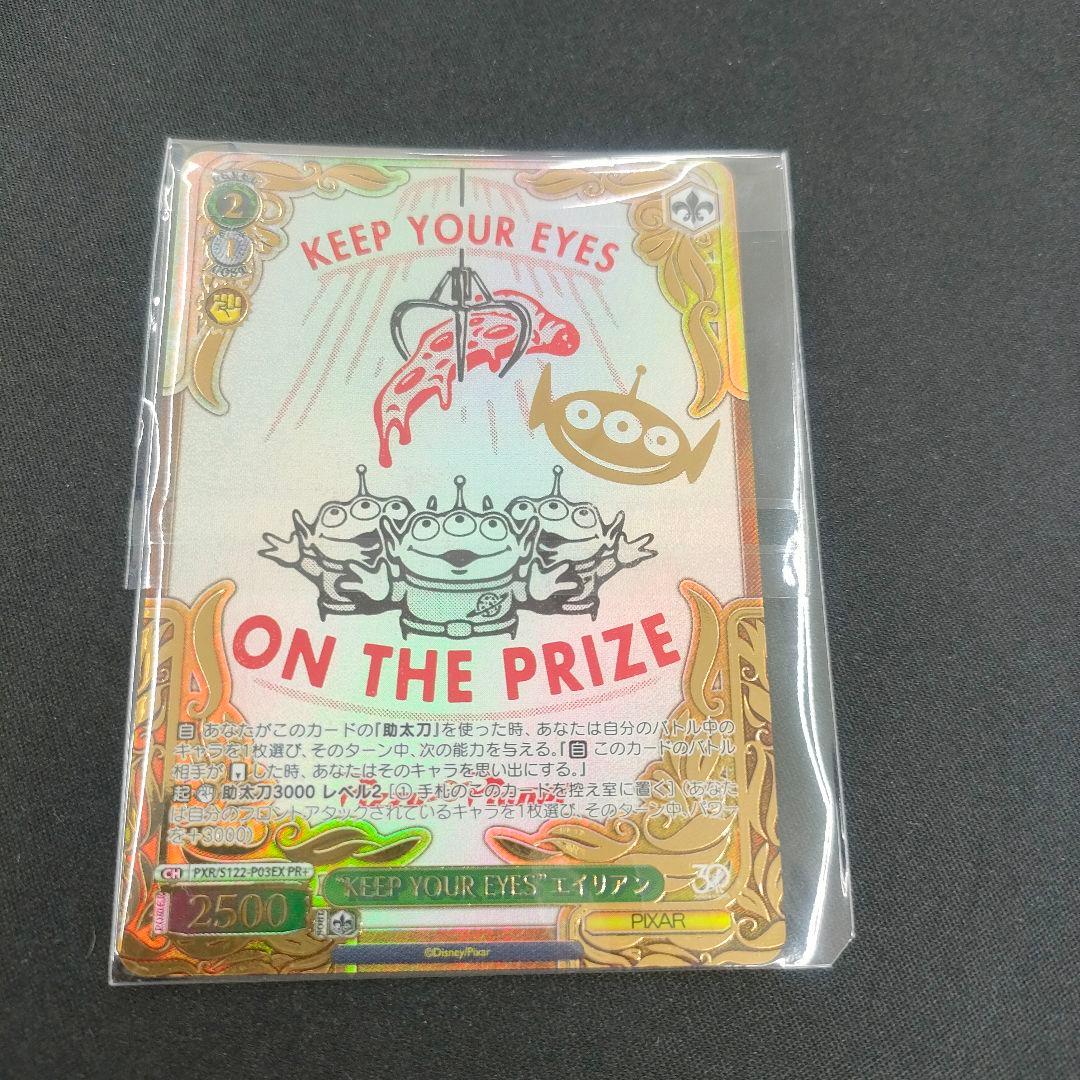 2
1
COST
KEEP YOUR EYES
ON THE PRIZE
自 あなたがこのカードの「助太刀」を使った時、あなたは自分のバトル中の
キャラを1枚選び、そのターン中、次の能力を与える。「自 このカードのバトル
相手が した時、あなたはそのキャラを思い出にする。」
起 助太刀3000 レベル2 [① 手札のこのカードを控え室に置く] (あなた
は自分のフロントアタックされているキャラを1枚選び、そのターン中、パワー
を+3000)
CH PXR/S122-P03EX PR+
"KEEP YOUR EYES" エイリアン
30
POWER 2500
SOUL
PIXAR
©Disney/Pixar